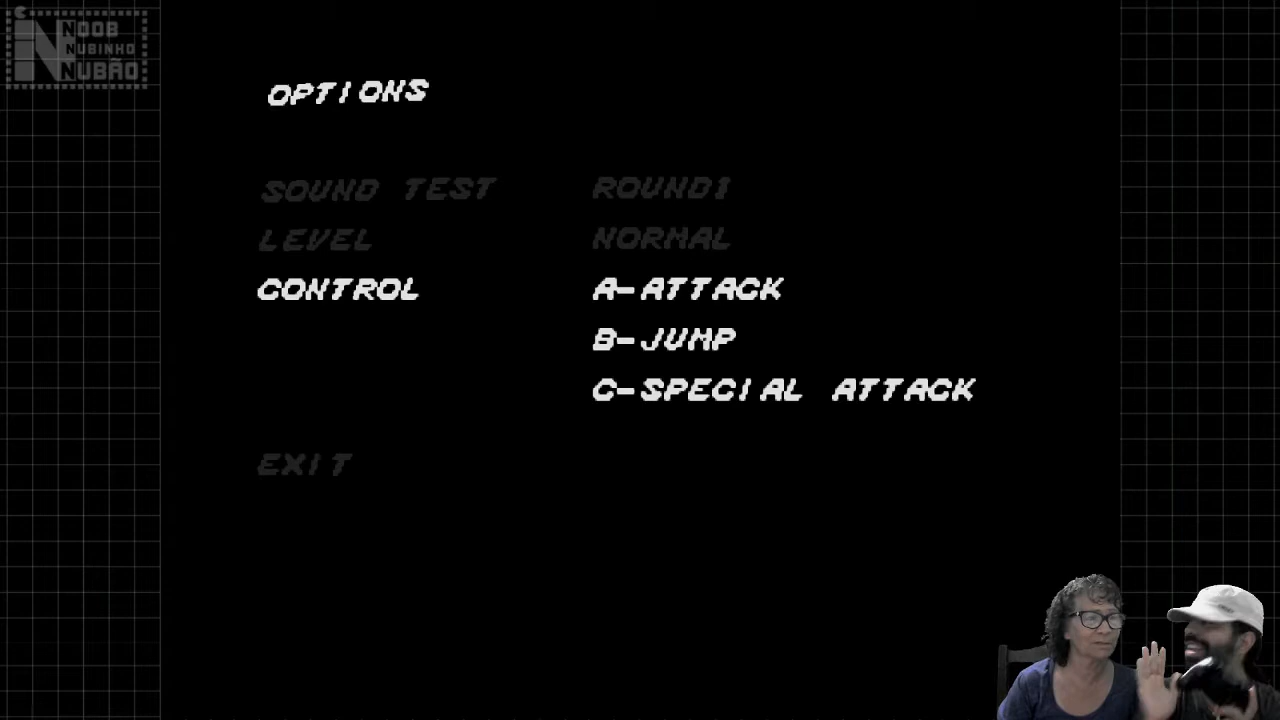 NOOB
NUBINHO
NUBÃO
OPTIONS
SOUND TEST ROUND1
LEVEL NORMAL
CONTROL A-ATTACK
B-JUMP
C-SPECIAL ATTACK
EXIT